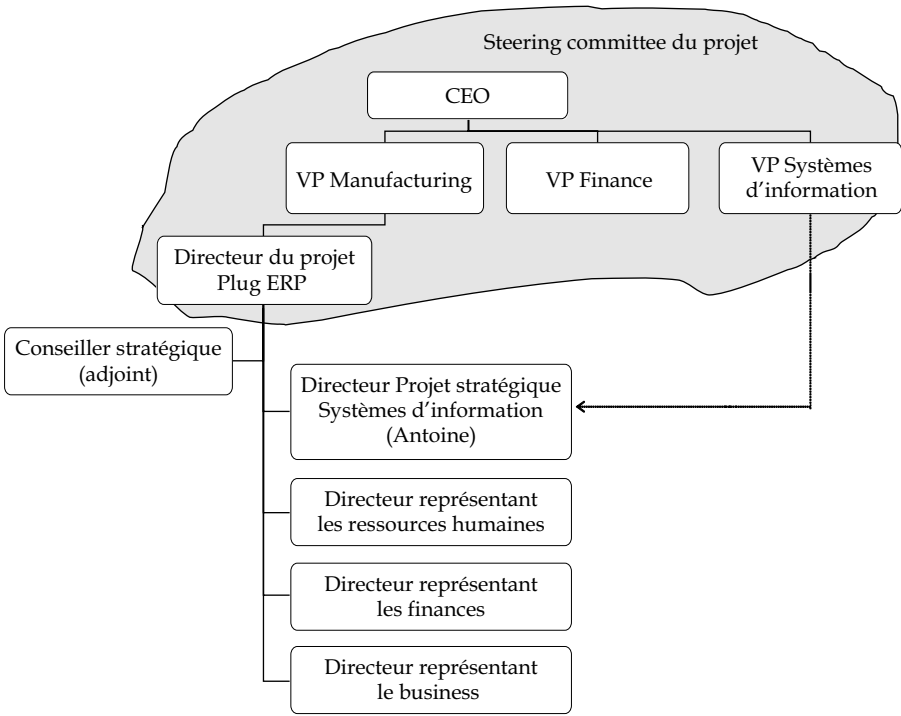 Steering committee du projet
CEO
VP Manufacturing
VP Finance
VP Systèmes
d’information
Directeur du projet
Plug ERP
Conseiller stratégique
(adjoint)
Directeur Projet stratégique
Systèmes d’information
(Antoine)
Directeur représentant
les ressources humaines
Directeur représentant
les finances
Directeur représentant
le business